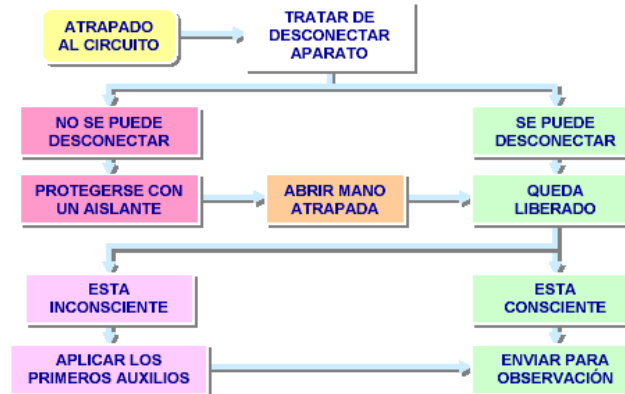 ATRAPADO
AL CIRCUITO
TRATAR DE
DESCONECTAR
APARATO
NO SE PUEDE
DESCONECTAR
SE PUEDE
DESCONECTAR
PROTEGERSE CON
UN AISLANTE
ABRIR MANO
ATRAPADA
QUEDA
LIBERADO
ESTA
INCONSCIENTE
ESTA
CONSCIENTE
APLICAR LOS
PRIMEROS AUXILIOS
ENVIAR PARA
OBSERVACIÓN